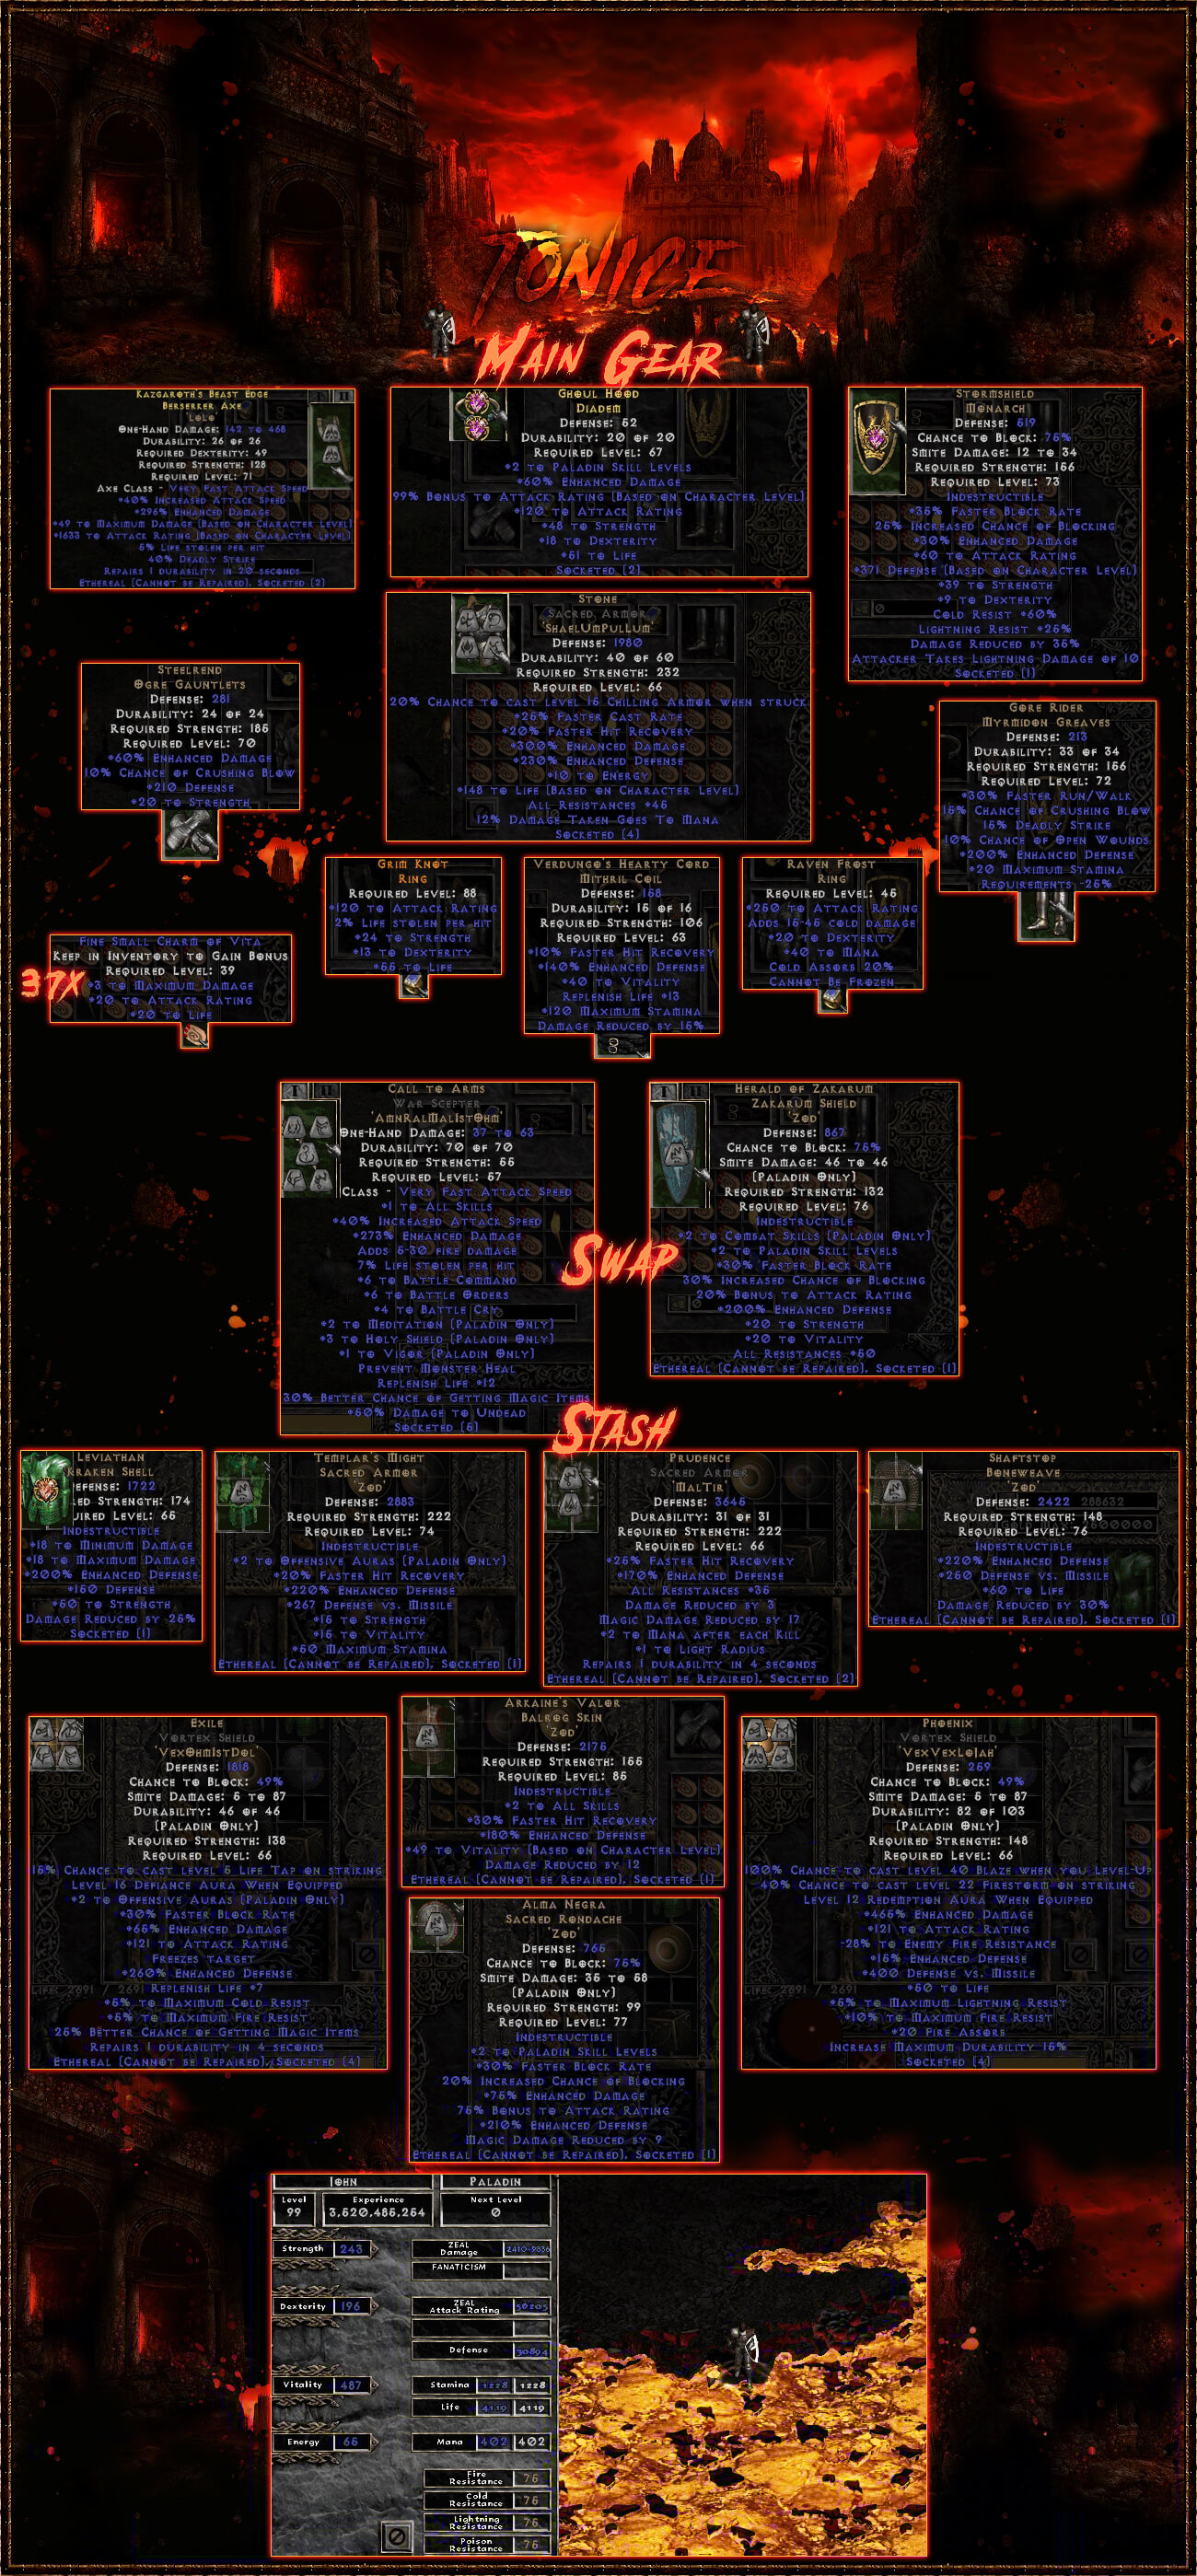 TONICE
Main Gear
Kazgaroth's Beast Edge
Berserker Axe
'LoLo'
One-Hand Damage: 142 to 468
Durability: 26 of 26
Required Dexterity: 49
Required Strength: 128
Required Level: 71
Axe Class - Very Fast Attack Speed
+40% Increased Attack Speed
+296% Enhanced Damage
+49 to Maximum Damage (Based on Character Level)
+1633 to Attack Rating (Based on Character Level)
5% Life stolen per hit
40% Deadly Strike
Repairs 1 durability in 20 seconds
Ethereal (Cannot be Repaired), Socketed (2)
Ghoul Hood
Diadem
Defense: 52
Durability: 20 of 20
Required Level: 67
+2 to Paladin Skill Levels
+60% Enhanced Damage
99% Bonus to Attack Rating (Based on Character Level)
+120 to Attack Rating
+48 to Strength
+18 to Dexterity
+51 to Life
Socketed (2)
Stormshield
Monarch
Defense: 519
Chance to Block: 75%
Smite Damage: 12 to 34
Required Strength: 156
Required Level: 73
Indestructible
+35% Faster Block Rate
25% Increased Chance of Blocking
+30% Enhanced Damage
+60 to Attack Rating
+371 Defense (Based on Character Level)
+39 to Strength
+9 to Dexterity
Cold Resist +60%
Lightning Resist +25%
Damage Reduced by 35%
Attacker Takes Lightning Damage of 10
Socketed (1)
Stone
Sacred Armor
'ShaelUmPulLum'
Defense: 1980
Durability: 40 of 60
Required Strength: 232
Required Level: 66
20% Chance to cast level 15 Chilling Armor when struck
+25% Faster Cast Rate
+20% Faster Hit Recovery
+300% Enhanced Damage
+230% Enhanced Defense
+10 to Energy
+148 to Life (Based on Character Level)
All Resistances +45
12% Damage Taken Goes To Mana
Socketed (4)
Steelrend
Ogre Gauntlets
Defense: 281
Durability: 24 of 24
Required Strength: 185
Required Level: 70
+60% Enhanced Damage
10% Chance of Crushing Blow
+210 Defense
+20 to Strength
Gore Rider
Myrmidon Greaves
Defense: 213
Durability: 33 of 34
Required Strength: 156
Required Level: 72
+30% Faster Run/Walk
15% Chance of Crushing Blow
15% Deadly Strike
10% Chance of Open Wounds
+200% Enhanced Defense
+20 Maximum Stamina
Requirements -25%
Grim Knot
Ring
Required Level: 88
+120 to Attack Rating
2% Life stolen per hit
+24 to Strength
+13 to Dexterity
+55 to Life
Verdungo's Hearty Cord
Mithril Coil
Defense: 158
Durability: 15 of 16
Required Strength: 106
Required Level: 63
+10% Faster Hit Recovery
+140% Enhanced Defense
+40 to Vitality
Replenish Life +13
+120 Maximum Stamina
Damage Reduced by 15%
Raven Frost
Ring
Required Level: 45
+250 to Attack Rating
Adds 15-45 cold damage
+20 to Dexterity
+40 to Mana
Cold Absorb 20%
Cannot Be Frozen
37X
Fine Small Charm of Vita
Keep in Inventory to Gain Bonus
Required Level: 39
+3 to Maximum Damage
+20 to Attack Rating
+20 to Life
Call to Arms
War Scepter
'AmnRalMalIstOhm'
One-Hand Damage: 37 to 63
Durability: 70 of 70
Required Strength: 55
Required Level: 57
Class - Very Fast Attack Speed
+1 to All Skills
+40% Increased Attack Speed
+273% Enhanced Damage
Adds 5-30 fire damage
7% Life stolen per hit
+6 to Battle Command
+6 to Battle Orders
+4 to Battle Cry
+2 to Meditation (Paladin Only)
+3 to Holy Shield (Paladin Only)
+1 to Vigor (Paladin Only)
Prevent Monster Heal
Replenish Life +12
30% Better Chance of Getting Magic Items
+50% Damage to Undead
Socketed (5)
Swap
Herald of Zakarum
Zakarum Shield
'Zod'
Defense: 867
Chance to Block: 75%
Smite Damage: 46 to 46
(Paladin Only)
Required Strength: 132
Required Level: 76
Indestructible
+2 to Combat Skills (Paladin Only)
+2 to Paladin Skill Levels
+30% Faster Block Rate
30% Increased Chance of Blocking
20% Bonus to Attack Rating
+200% Enhanced Defense
+20 to Strength
+20 to Vitality
All Resistances +50
Ethereal (Cannot be Repaired), Socketed (1)
Stash
Leviathan
Kraken Shell
efense: 1722
red Strength: 174
uired Level: 65
Indestructible
+18 to Minimum Damage
+18 to Maximum Damage
+200% Enhanced Defense
+150 Defense
+50 to Strength
Damage Reduced by 25%
Socketed (1)
Templar's Might
Sacred Armor
'Zod'
Defense: 2883
Required Strength: 222
Required Level: 74
Indestructible
+2 to Offensive Auras (Paladin Only)
+20% Faster Hit Recovery
+220% Enhanced Defense
+267 Defense vs. Missile
+15 to Strength
+15 to Vitality
+50 Maximum Stamina
Ethereal (Cannot be Repaired), Socketed (1)
Prudence
Sacred Armor
'MalTir'
Defense: 3645
Durability: 31 of 31
Required Strength: 222
Required Level: 66
+25% Faster Hit Recovery
+170% Enhanced Defense
All Resistances +35
Damage Reduced by 3
Magic Damage Reduced by 17
+2 to Mana after each Kill
+1 to Light Radius
Repairs 1 durability in 4 seconds
Ethereal (Cannot be Repaired), Socketed (2)
Shaftstop
Boneweave
'Zod'
Defense: 2422
Required Strength: 148
Required Level: 76
Indestructible
+220% Enhanced Defense
+250 Defense vs. Missile
+60 to Life
Damage Reduced by 30%
Ethereal (Cannot be Repaired), Socketed (1)
Exile
Vortex Shield
'VexOhmIstDol'
Defense: 1818
Chance to Block: 49%
Smite Damage: 5 to 87
Durability: 46 of 46
(Paladin Only)
Required Strength: 138
Required Level: 66
15% Chance to cast level 5 Life Tap on striking
Level 16 Defiance Aura When Equipped
+2 to Offensive Auras (Paladin Only)
+30% Faster Block Rate
+65% Enhanced Damage
+121 to Attack Rating
Freezes target
+260% Enhanced Defense
Replenish Life +7
+5% to Maximum Cold Resist
+5% to Maximum Fire Resist
25% Better Chance of Getting Magic Items
Repairs 1 durability in 4 seconds
Ethereal (Cannot be Repaired), Socketed (4)
Arkaine's Valor
Balrog Skin
'Zod'
Defense: 2175
Required Strength: 155
Required Level: 85
Indestructible
+2 to All Skills
+30% Faster Hit Recovery
+180% Enhanced Defense
+49 to Vitality (Based on Character Level)
Damage Reduced by 12
Ethereal (Cannot be Repaired), Socketed (1)
Phoenix
Vortex Shield
'VexVexLoJah'
Defense: 259
Chance to Block: 49%
Smite Damage: 5 to 87
Durability: 82 of 103
(Paladin Only)
Required Strength: 148
Required Level: 66
100% Chance to cast level 40 Blaze when you Level-Up
40% Chance to cast level 22 Firestorm on striking
Level 12 Redemption Aura When Equipped
+465% Enhanced Damage
+121 to Attack Rating
-28% to Enemy Fire Resistance
+15% Enhanced Defense
+400 Defense vs. Missile
+50 to Life
+5% to Maximum Lightning Resist
+10% to Maximum Fire Resist
+20 Fire Absorb
Increase Maximum Durability 15%
Socketed (4)
Alma Negra
Sacred Rondache
'Zod'
Defense: 765
Chance to Block: 75%
Smite Damage: 35 to 58
(Paladin Only)
Required Strength: 99
Required Level: 77
Indestructible
+2 to Paladin Skill Levels
+30% Faster Block Rate
20% Increased Chance of Blocking
+75% Enhanced Damage
75% Bonus to Attack Rating
+210% Enhanced Defense
Magic Damage Reduced by 9
Ethereal (Cannot be Repaired), Socketed (1)
John
Paladin
Level
99
Experience
3,520,485,254
Next Level
0
Strength 243
ZEAL
Damage 2410-9836
FANATICISM
Dexterity 196
ZEAL
Attack Rating 56205
Defense 30894
Vitality 487
Stamina 1228 1228
Life 4119 4119
Energy 65
Mana 402 402
Fire
Resistance 75
Cold
Resistance 75
Lightning
Resistance 75
Poison
Resistance 75